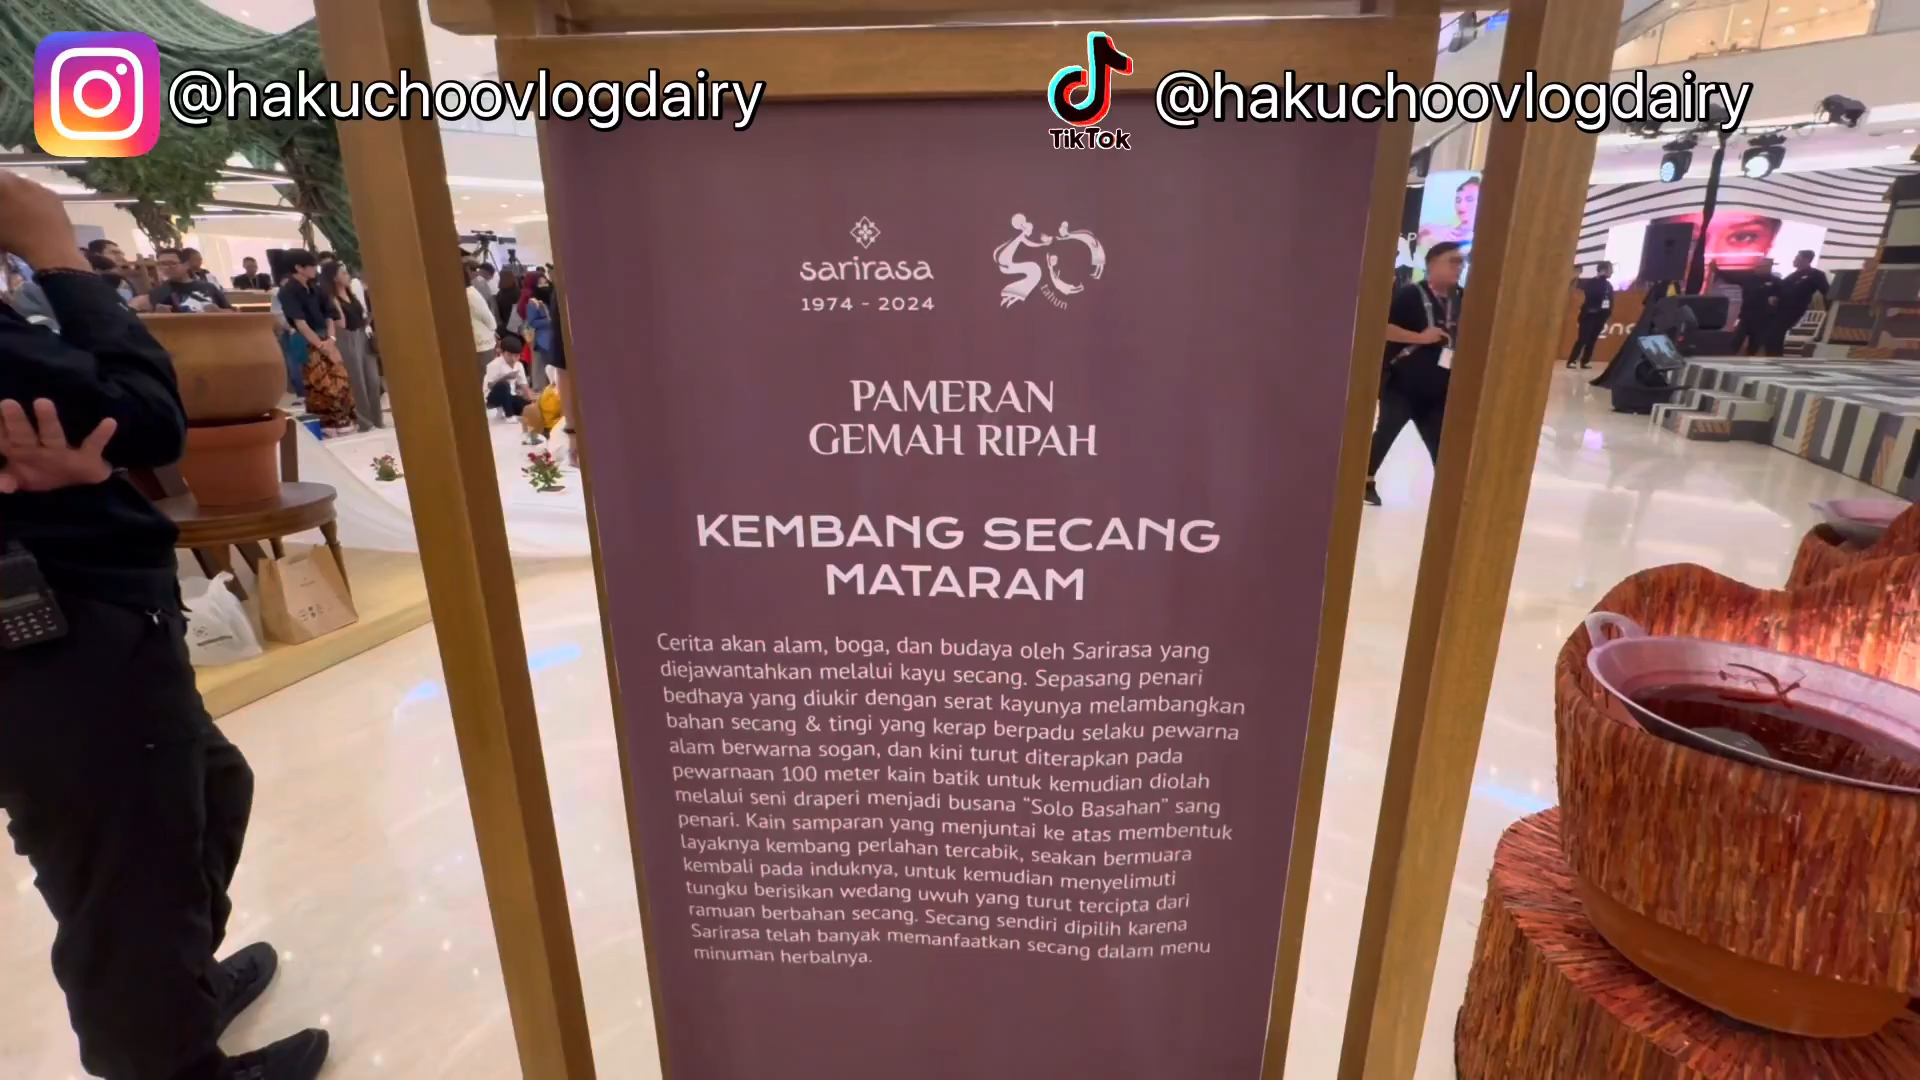 @hakuchoovlogdairy
TikTok
@hakuchoovlogdairy
sarirasa
1974 - 2024
50 tahun
PAMERAN
GEMAH RIPAH
KEMBANG SECANG
MATARAM
Cerita akan alam, boga, dan budaya oleh Sarirasa yang
diejawantahkan melalui kayu secang. Sepasang penari
bedhaya yang diukir dengan serat kayunya melambangkan
bahan secang & tingi yang kerap berpadu selaku pewarna
alam berwarna sogan, dan kini turut diterapkan pada
pewarnaan 100 meter kain batik untuk kemudian diolah
melalui seni draperi menjadi busana “Solo Basahan” sang
penari. Kain samparan yang menjuntai ke atas membentuk
layaknya kembang perlahan tercabik, seakan bermuara
kembali pada induknya, untuk kemudian menyelimuti
tungku berisikan wedang uwuh yang turut tercipta dari
ramuan berbahan secang. Secang sendiri dipilih karena
Sarirasa telah banyak memanfaatkan secang dalam menu
minuman herbalnya.